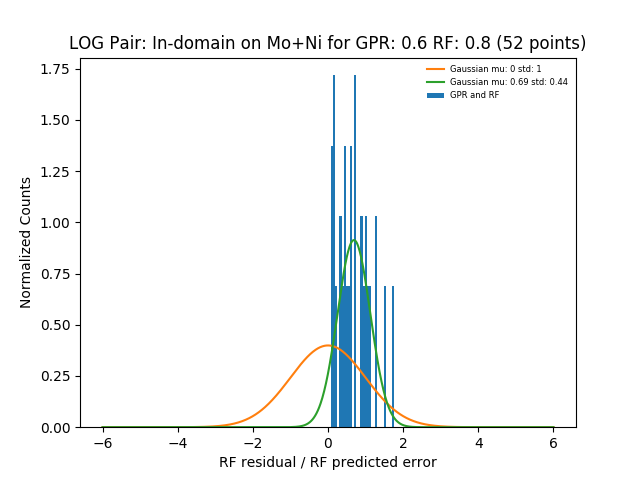 LOG Pair: In-domain on Mo+Ni for GPR: 0.6 RF: 0.8 (52 points)
Gaussian mu: 0 std: 1
Gaussian mu: 0.69 std: 0.44
GPR and RF
Normalized Counts
1.75
1.50
1.25
1.00
0.75
0.50
0.25
0.00
−6 −4 −2 0 2 4 6
RF residual / RF predicted error